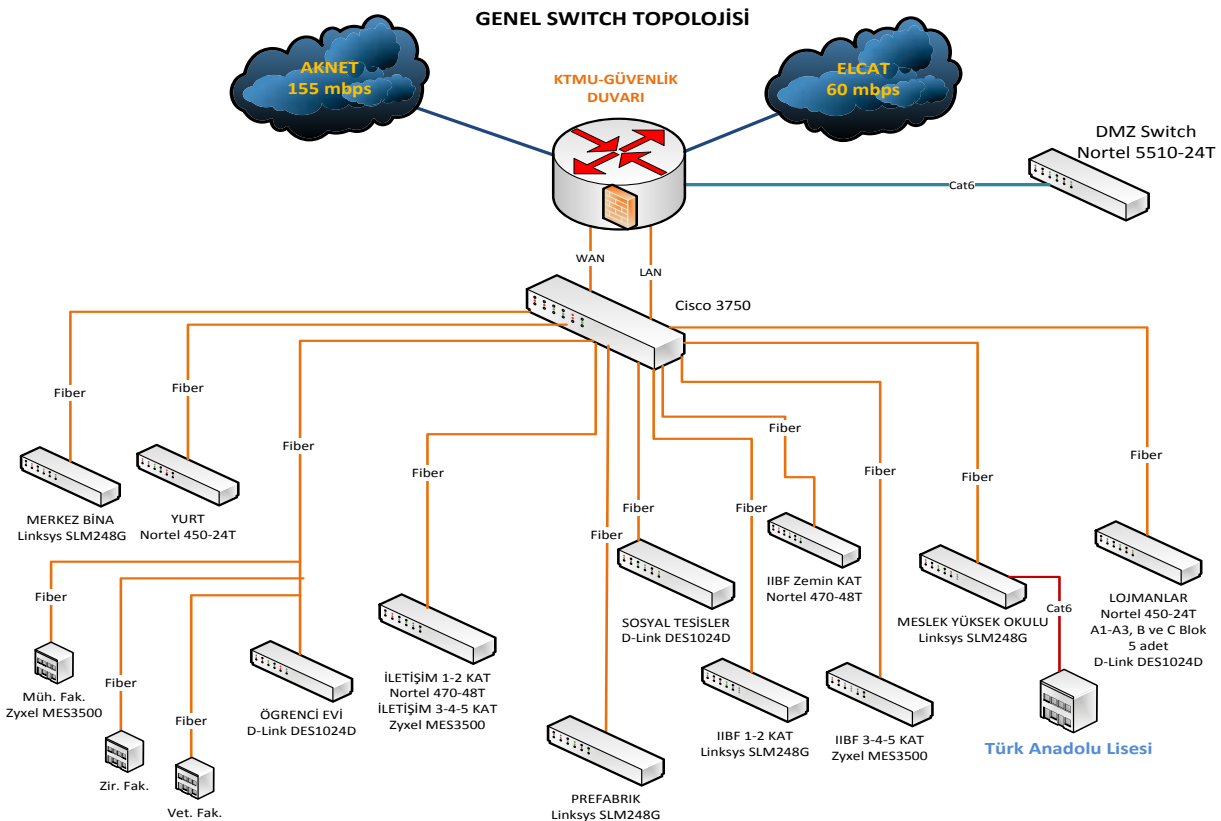 GENEL SWITCH TOPOLOJİSİ
AKNET
155 mbps
KTMU-GÜVENLİK
DUVARI
ELCAT
60 mbps
DMZ Switch
Nortel 5510-24T
Cat6
WAN
LAN
Cisco 3750
Fiber
Fiber
Fiber
Fiber
Fiber
Fiber
Fiber
Fiber
Fiber
Fiber
Fiber
MERKEZ BİNA
Linksys SLM248G
YURT
Nortel 450-24T
IIBF Zemin KAT
Nortel 470-48T
SOSYAL TESİSLER
D-Link DES1024D
MESLEK YÜKSEK OKULU
Linksys SLM248G
Cat6
LOJMANLAR
Nortel 450-24T
A1-A3, B ve C Blok
5 adet
D-Link DES1024D
Fiber
Müh. Fak.
Zyxel MES3500
Fiber
Zir. Fak.
Fiber
Vet. Fak.
ÖGRENCİ EVİ
D-Link DES1024D
İLETİŞİM 1-2 KAT
Nortel 470-48T
İLETİŞİM 3-4-5 KAT
Zyxel MES3500
PREFABRIK
Linksys SLM248G
IIBF 1-2 KAT
Linksys SLM248G
IIBF 3-4-5 KAT
Zyxel MES3500
Türk Anadolu Lisesi